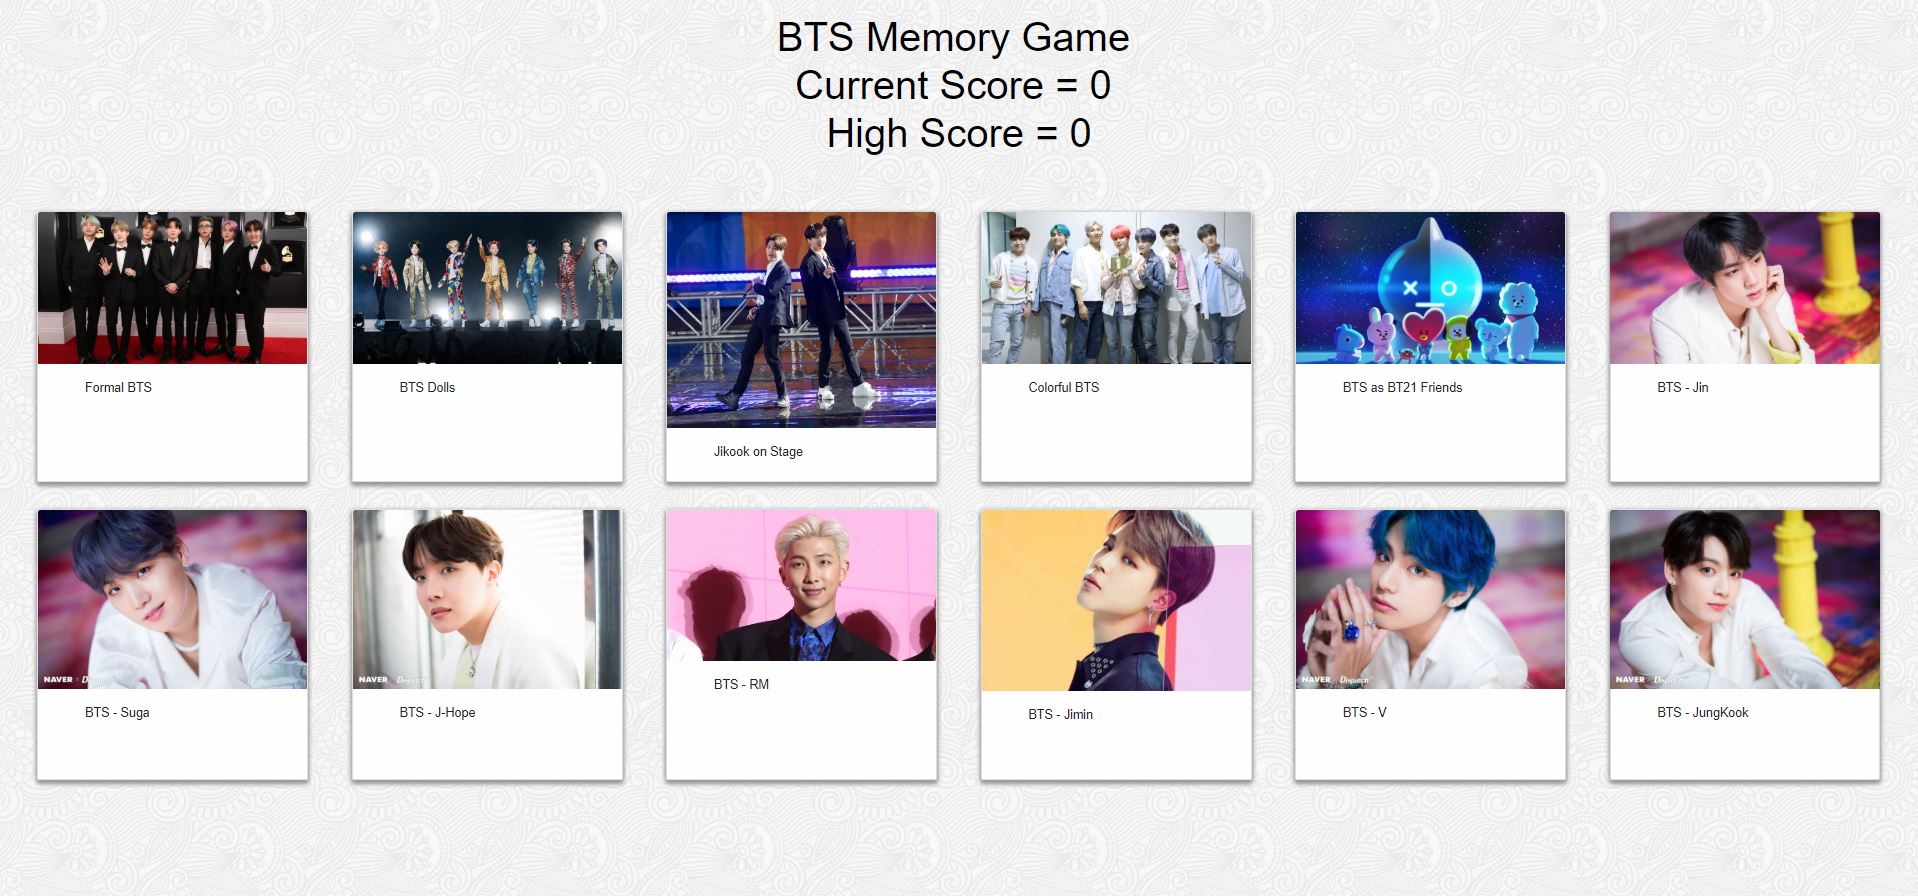 BTS Memory Game
Current Score = 0
High Score = 0
Formal BTS
BTS Dolls
Jikook on Stage
Colorful BTS
BTS as BT21 Friends
BTS - Jin
NAVER × Dispatch
BTS - Suga
NAVER × Dispatch
BTS - J-Hope
BTS - RM
BTS - Jimin
NAVER × Dispatch
BTS - V
NAVER × Dispatch
BTS - JungKook